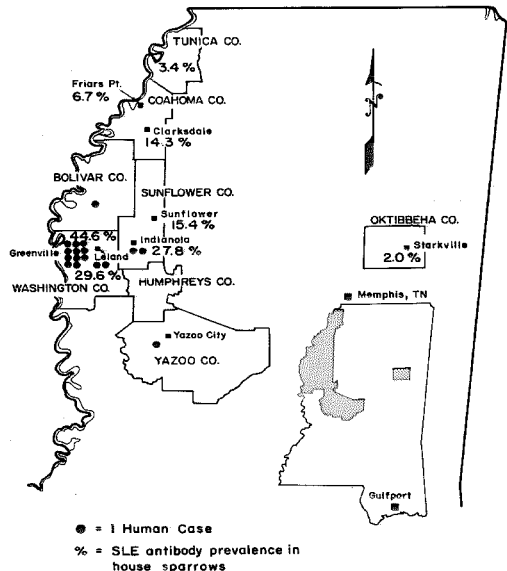 TUNICA CO.
3.4 %
Friars Pt.
6.7 %
COAHOMA CO.
Clarksdale
14.3 %
BOLIVAR CO.
SUNFLOWER CO.
Sunflower
15.4 %
OKTIBBEHA CO.
Starkville
2.0 %
44.6 %
Greenville
Leland
Indianola
27.8 %
29.6 %
WASHINGTON CO.
HUMPHREYS CO.
Memphis, TN
Yazoo City
YAZOO CO.
N
Gulfport
= 1 Human Case
% = SLE antibody prevalence in
house sparrows